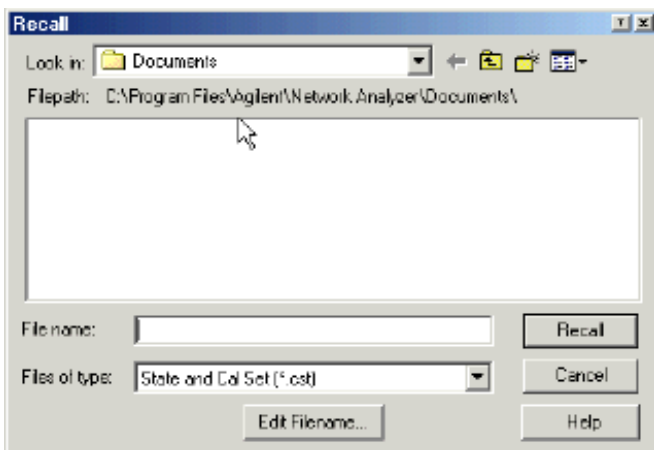 Recall
Look in: Documents
Filepath: C:\Program Files\Agilent\Network Analyzer\Documents\
File name:
Recall
Files of type: State and Cal Set (*.cst)
Cancel
Edit Filename...
Help